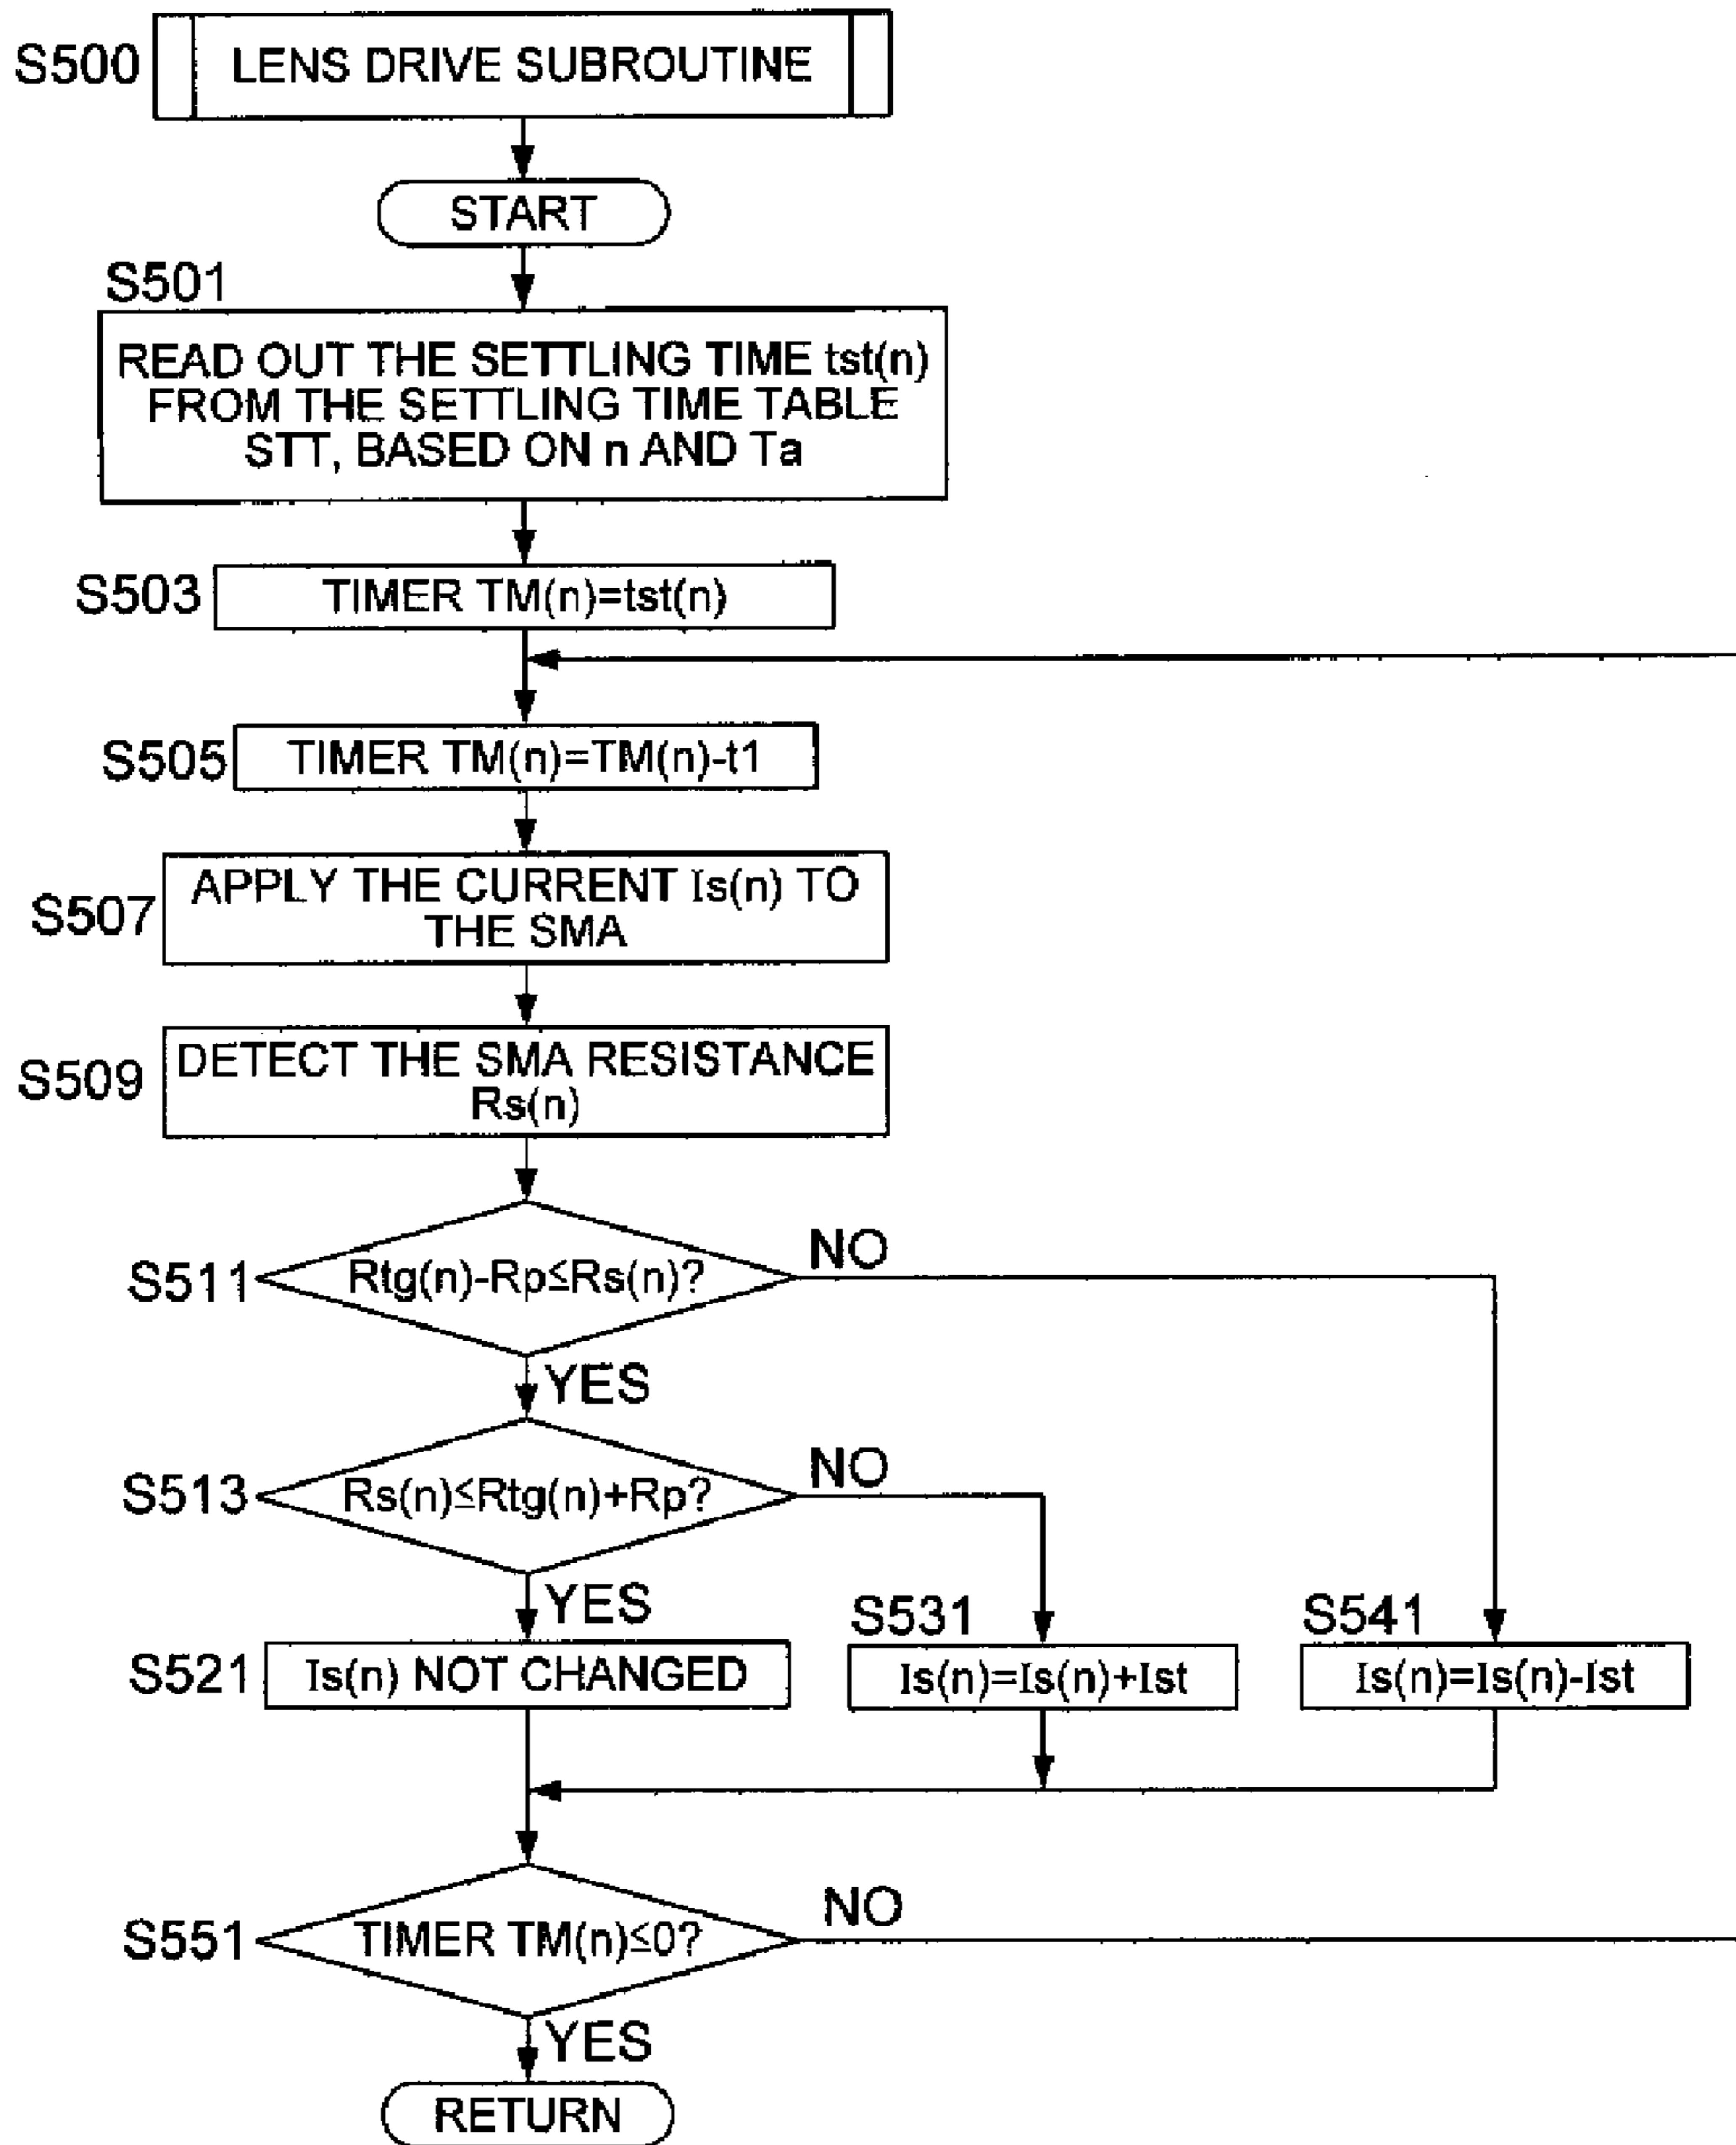 S500
LENS DRIVE SUBROUTINE
START
S501
READ OUT THE SETTLING TIME tst(n)
FROM THE SETTLING TIME TABLE
STT, BASED ON n AND Ta
S503
TIMER TM(n)=tst(n)
S505
TIMER TM(n)=TM(n)-t1
S507
APPLY THE CURRENT Is(n) TO
THE SMA
S509
DETECT THE SMA RESISTANCE
Rs(n)
S511
Rtg(n)-Rp≤Rs(n)?
NO
YES
S513
Rs(n)≤Rtg(n)+Rp?
NO
YES
S521
Is(n) NOT CHANGED
S531
Is(n)=Is(n)+Ist
S541
Is(n)=Is(n)-Ist
S551
TIMER TM(n)≤0?
NO
YES
RETURN